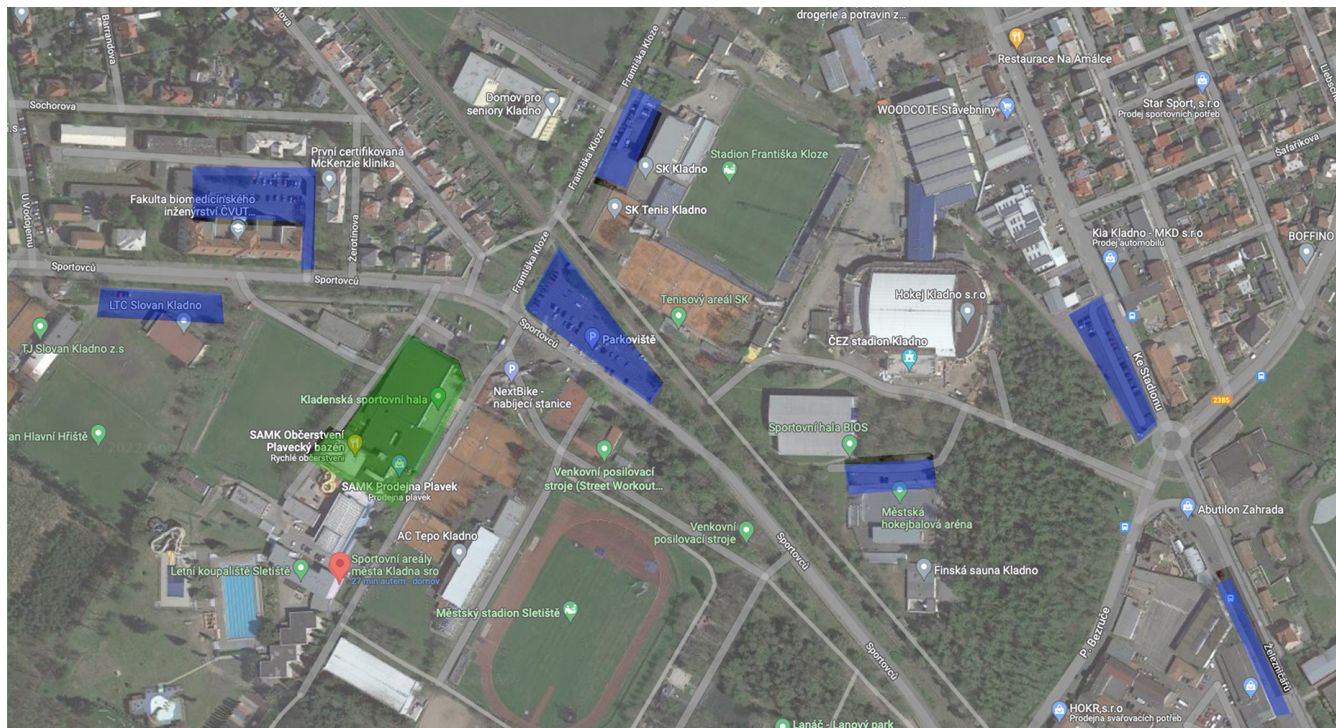 drogerie a potravin z...
Barrandova
Františka Kloze
Restaurace Na Amálce
Star Sport, s.r.o
Prodej sportovních potřeb
Sochorova
Domov pro
seniory Kladno
WOODCOTE Stavebniny
První certifikovaná
McKenzie klinika
Stadion Františka Kloze
Šafaříkova
Františka Kloze
SK Kladno
Fakulta biomedicínského
inženýrství ČVUT...
SK Tenis Kladno
U Vodojemu
Žerotínova
Kia Kladno - MKD s.r.o
Prodej automobilů
BOFFINO
Františka Kloze
Sportovců
Sportovců
Hokej Kladno s.r.o
LTC Slovan Kladno
Tenisový areál SK
Sportovců
Parkoviště
ČEZ stadion Kladno
TJ Slovan Kladno z.s
Ke Stadionu
NextBike -
nabíjecí stanice
Kladenská sportovní hala
2385
Sportovní hala BIOS
an Hlavní Hřiště
SAMK Občerstvení
Plavecký bazén
Rychlé občerstvení
Venkovní posilovací
stroje (Street Workout...
SAMK Prodejna Plavek
Prodejna plavek
Městská
hokejbalová aréna
Abutilon Zahrada
Venkovní
posilovací stroje
AC Tepo Kladno
Sportovců
Sportovní areály
města Kladna sro
27 min autem - domov
Letní koupaliště Sletiště
Finská sauna Kladno
Městský stadion Sletiště
P. Bezruče
Sportovců
Železničářů
HOKR,s.r.o
Prodejna svařovacích potřeb
Lanáč - Lanový park